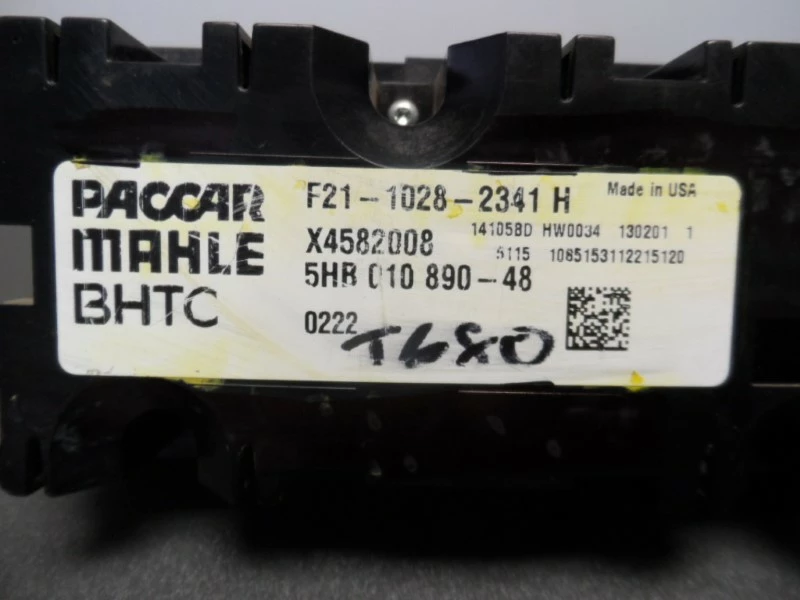 PACCAR
MAHLE
BHTC
F21-1028-2341 H
Made in USA
X4582008
141058D HW0034 130201 1
5115 1085153112215120
5HB 010 890-48
0222
T680